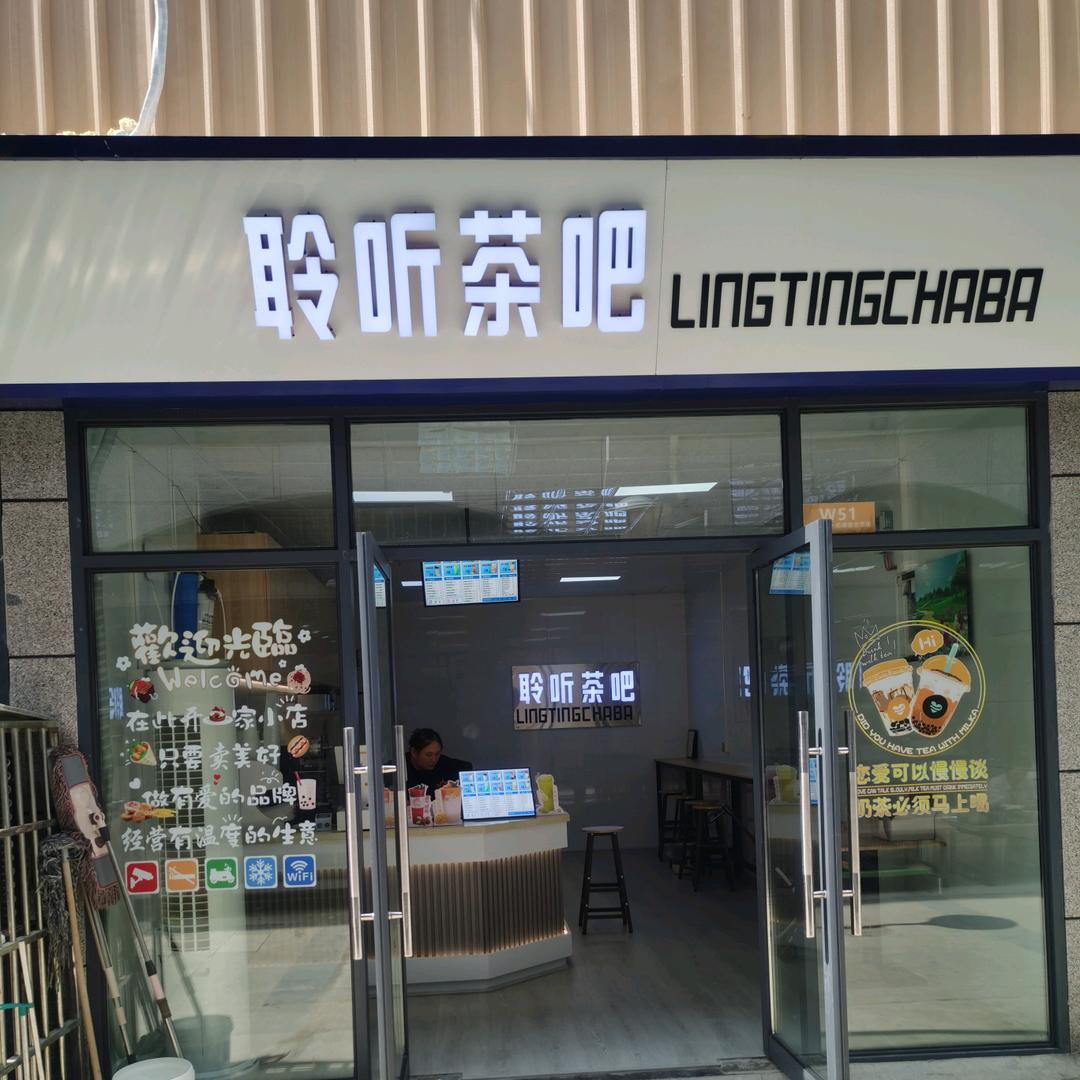 聆听茶吧
LINGTINGCHABA
W51
歡迎光臨
Welcome
在此开一家小店
只要卖美好
做有爱的品牌
经营有温度的生意
WiFi
聆听茶吧
LINGTINGCHABA
Hi
DID YOU HAVE TEA WITH MILKA
恋爱可以慢慢谈
奶茶必须马上喝